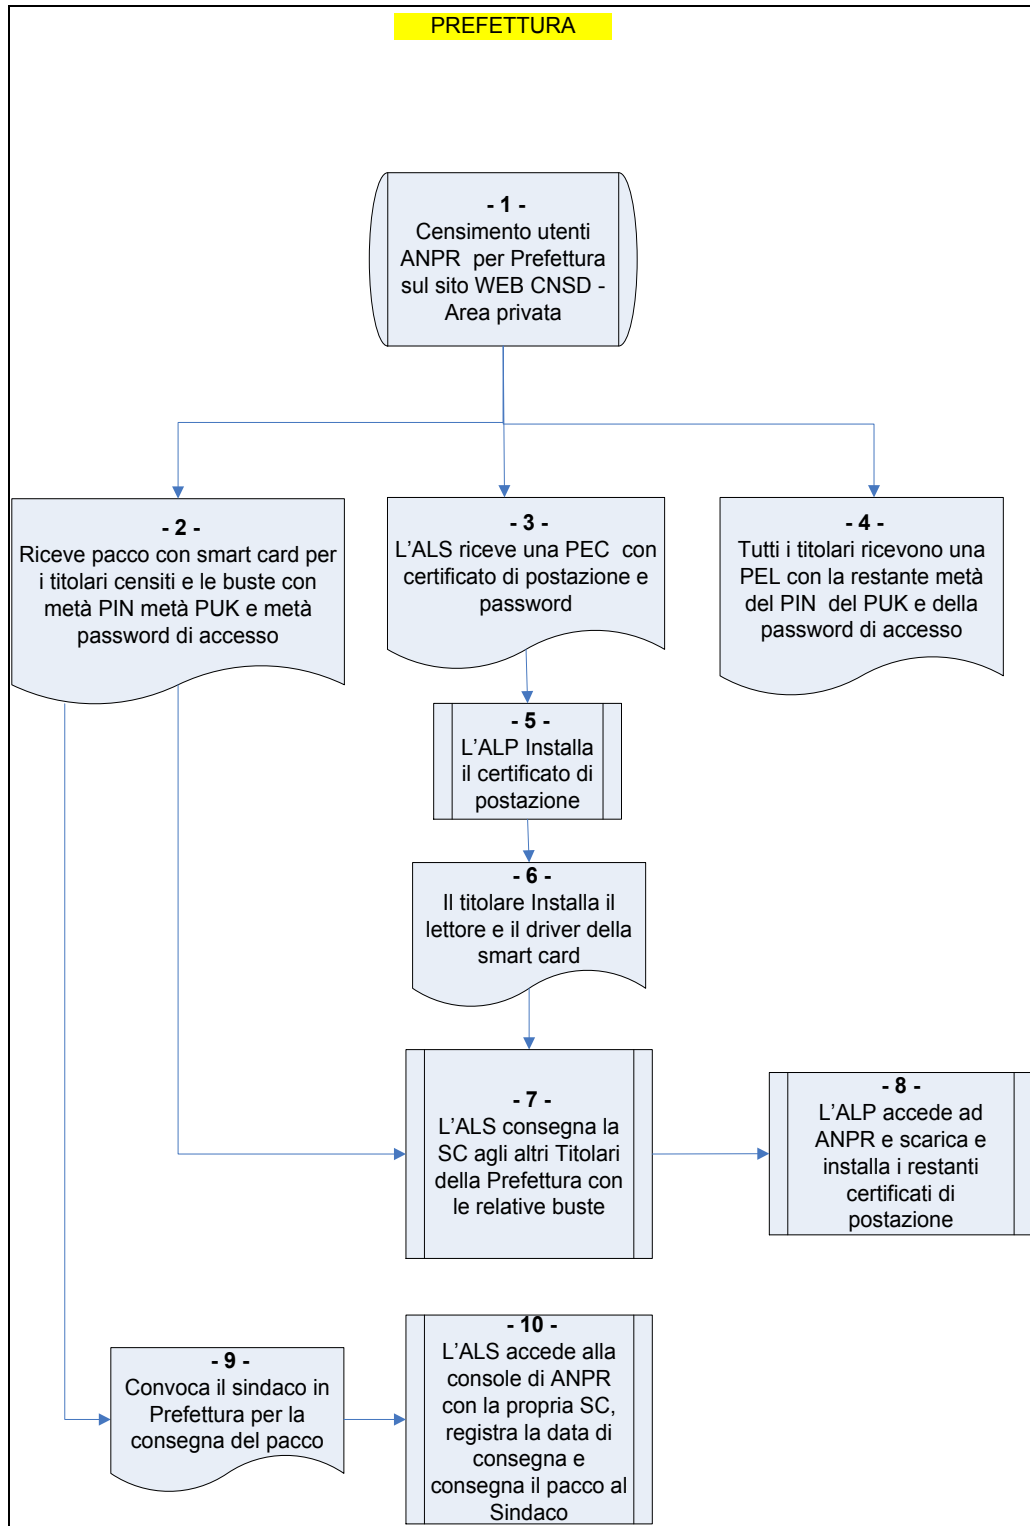 PREFETTURA
- 1 -
Censimento utenti
ANPR per Prefettura
sul sito WEB CNSD -
Area privata
- 2 -
Riceve pacco con smart card per
i titolari censiti e le buste con
metà PIN metà PUK e metà
password di accesso
- 3 -
L'ALS riceve una PEC con
certificato di postazione e
password
- 4 -
Tutti i titolari ricevono una
PEL con la restante metà
del PIN del PUK e della
password di accesso
- 5 -
L'ALP Installa
il certificato di
postazione
- 6 -
Il titolare Installa il
lettore e il driver della
smart card
- 7 -
L'ALS consegna la
SC agli altri Titolari
della Prefettura con
le relative buste
- 8 -
L'ALP accede ad
ANPR e scarica e
installa i restanti
certificati di
postazione
- 9 -
Convoca il sindaco in
Prefettura per la
consegna del pacco
- 10 -
L'ALS accede alla
console di ANPR
con la propria SC,
registra la data di
consegna e
consegna il pacco al
Sindaco